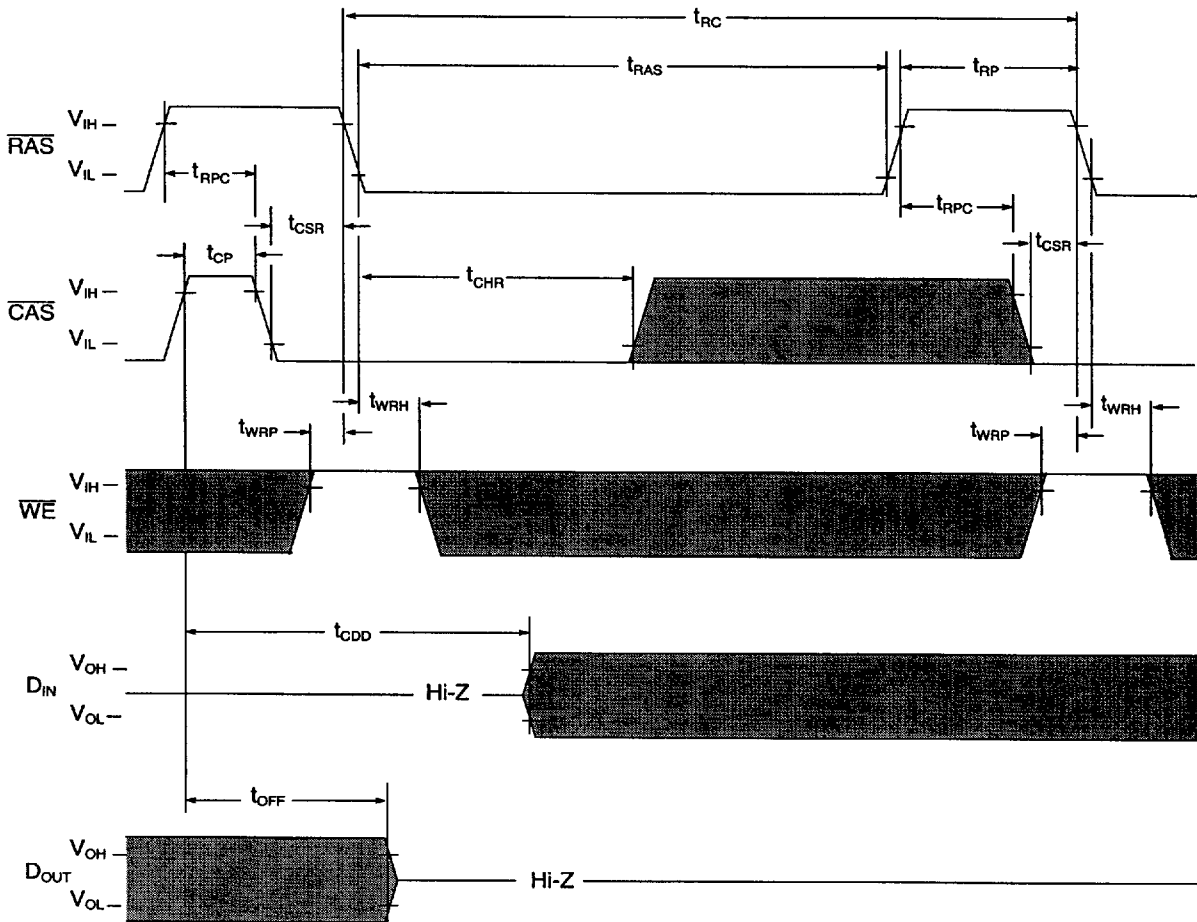 tRC
tRAS
tRP
RAS
VIH
VIL
tRPC
tRPC
tCSR
tCSR
tCP
tCHR
CAS
VIH
VIL
tWRH
tWRH
tWRP
tWRP
WE
VIH
VIL
tCDD
DIN
VOH
VOL
Hi-Z
tOFF
DOUT
VOH
VOL
Hi-Z